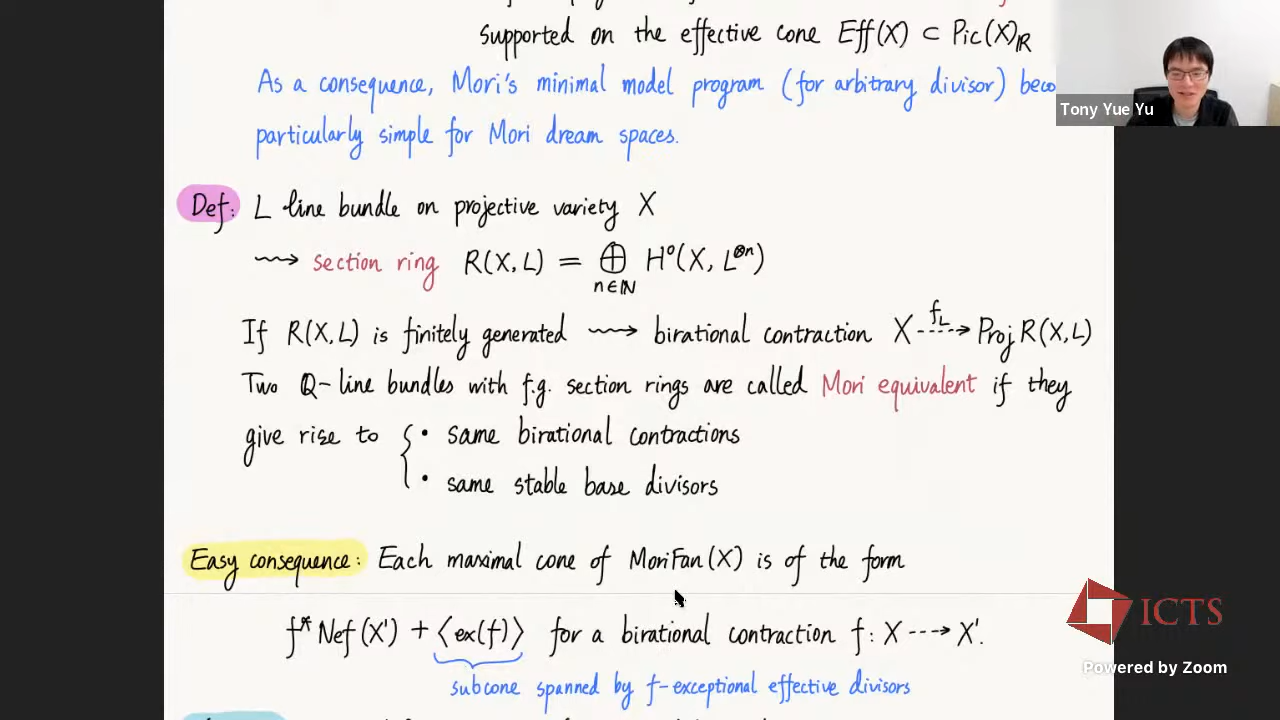 supported on the effective cone Eff(X) ⊂ Pic(X)_ℝ
As a consequence, Mori's minimal model program (for arbitrary divisor)
particularly simple for Mori dream spaces.
Tony Yue Yu
Def: L line bundle on projective variety X
⇝ section ring R(X, L) = ⊕_{n∈ℕ} H⁰(X, L^{⊗n})
If R(X, L) is finitely generated ⇝ birational contraction X ⇢^{f_L} Proj R(X, L)
Two ℚ-line bundles with f.g. section rings are called Mori equivalent if they
give rise to { • same birational contractions
• same stable base divisors
Easy consequence: Each maximal cone of MoriFan(X) is of the form
f* Nef(X') + ⟨ex(f)⟩ for a birational contraction f: X ⇢ X'.
subcone spanned by f-exceptional effective divisors
ICTS
Powered by Zoom